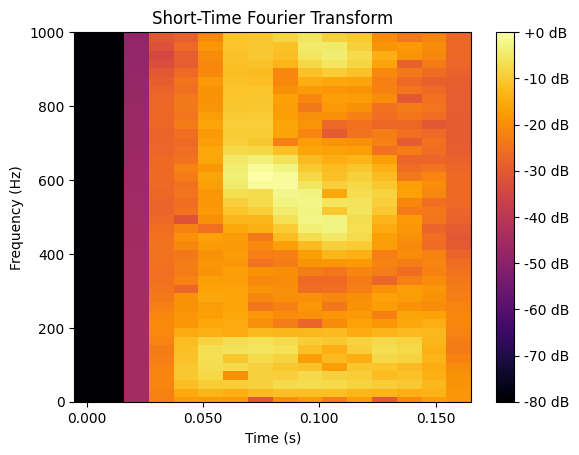 Short-Time Fourier Transform
1000
800
600
400
200
0
Frequency (Hz)
0.000
0.050
0.100
0.150
Time (s)
+0 dB
-10 dB
-20 dB
-30 dB
-40 dB
-50 dB
-60 dB
-70 dB
-80 dB